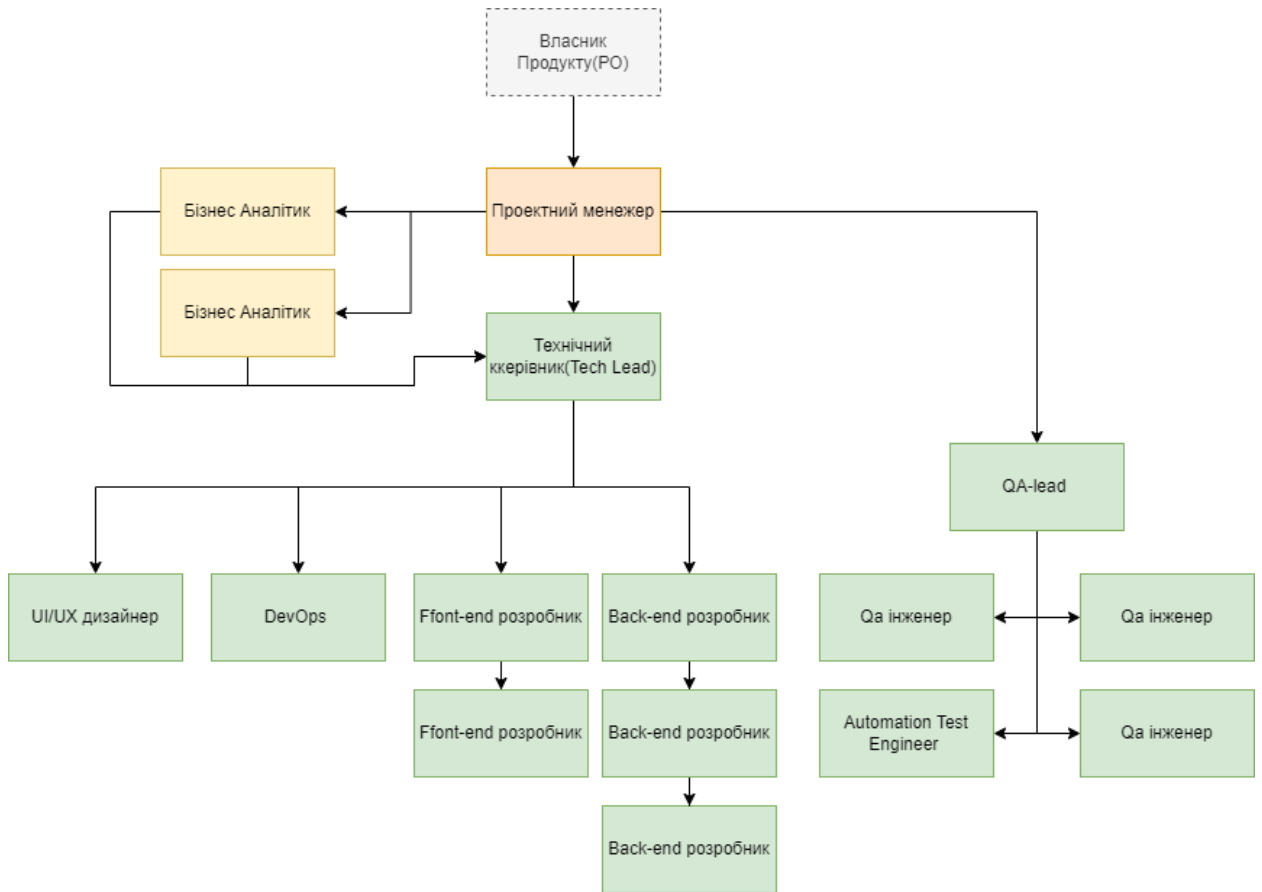 Власник
Продукту(PO)
Бізнес Аналітик
Проектний менежер
Бізнес Аналітик
Технічний
ккерівник(Tech Lead)
QA-lead
UI/UX дизайнер
DevOps
Ffont-end розробник
Back-end розробник
Qa інженер
Qa інженер
Ffont-end розробник
Back-end розробник
Automation Test
Engineer
Qa інженер
Back-end розробник